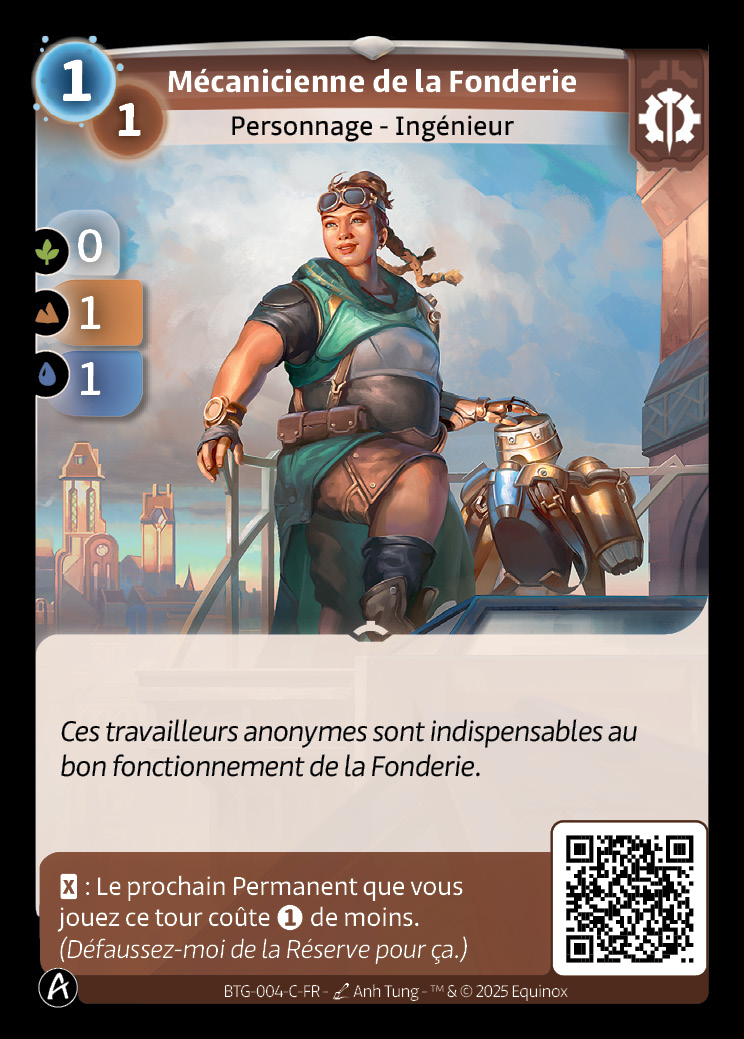 1
1
Mécanicienne de la Fonderie
Personnage - Ingénieur
0
1
1
Ces travailleurs anonymes sont indispensables au
bon fonctionnement de la Fonderie.
X : Le prochain Permanent que vous
jouez ce tour coûte 1 de moins.
(Défaussez-moi de la Réserve pour ça.)
BTG-004-C-FR - Anh Tung - ™ & © 2025 Equinox